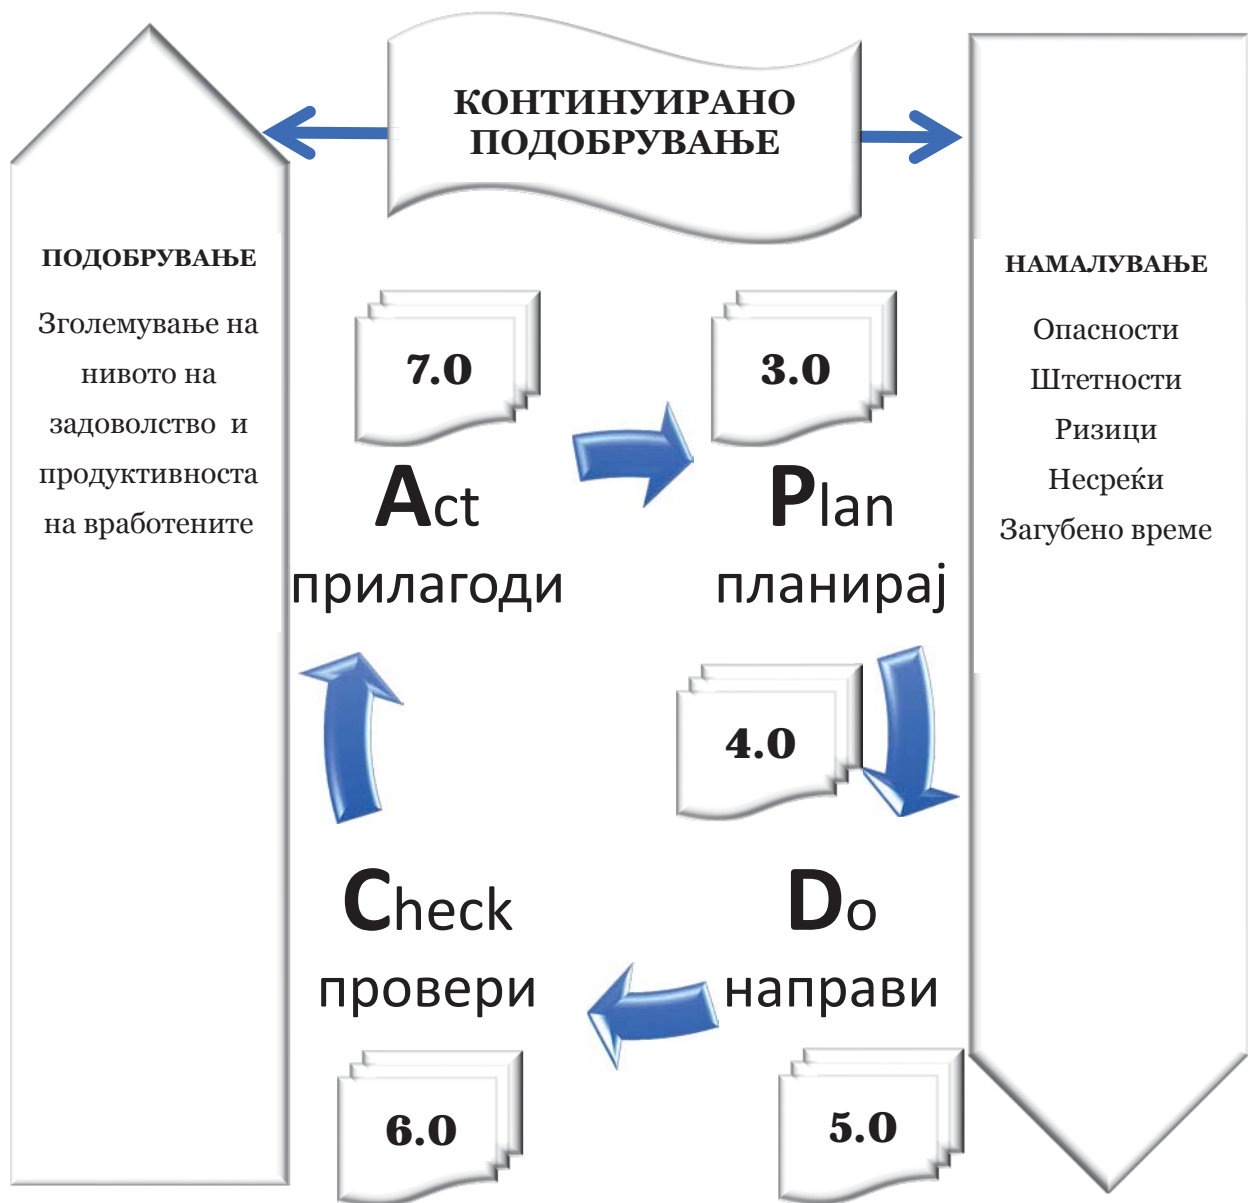 КОНТИНУИРАНО
ПОДОБРУВАЊЕ
ПОДОБРУВАЊЕ
Зголемување на
нивото на
задоволство и
продуктивноста
на вработените
НАМАЛУВАЊЕ
Опасности
Штетности
Ризици
Несреќи
Загубено време
7.0
Act
прилагоди
3.0
Plan
планирај
4.0
Check
провери
6.0
Do
направи
5.0